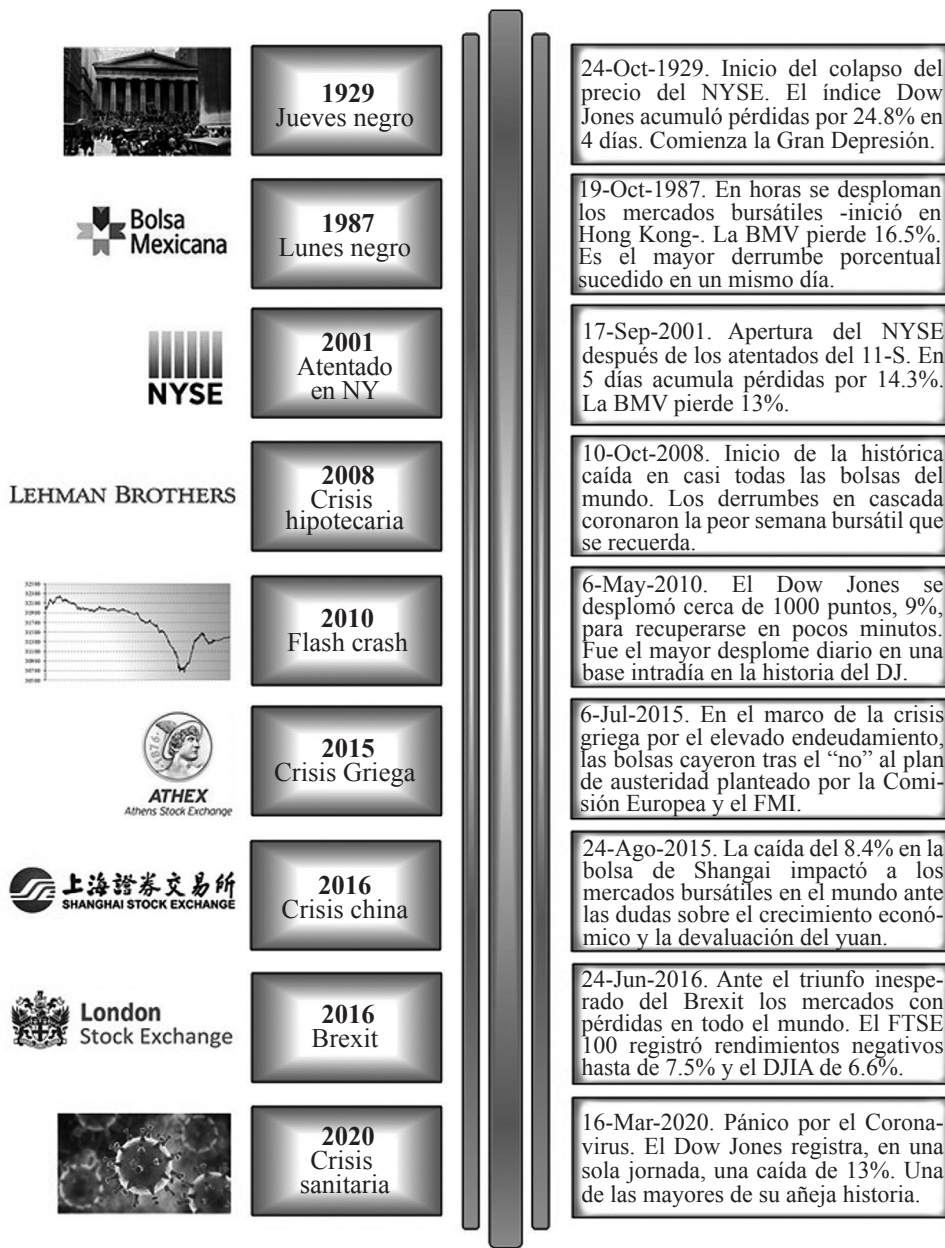 1929
Jueves negro
24-Oct-1929. Inicio del colapso del
precio del NYSE. El índice Dow
Jones acumuló pérdidas por 24.8% en
4 días. Comienza la Gran Depresión.
Bolsa
Mexicana
1987
Lunes negro
19-Oct-1987. En horas se desploman
los mercados bursátiles -inició en
Hong Kong-. La BMV pierde 16.5%.
Es el mayor derrumbe porcentual
sucedido en un mismo día.
NYSE
2001
Atentado
en NY
17-Sep-2001. Apertura del NYSE
después de los atentados del 11-S. En
5 días acumula pérdidas por 14.3%.
La BMV pierde 13%.
LEHMAN BROTHERS
2008
Crisis
hipotecaria
10-Oct-2008. Inicio de la histórica
caída en casi todas las bolsas del
mundo. Los derrumbes en cascada
coronaron la peor semana bursátil que
se recuerda.
2010
Flash crash
6-May-2010. El Dow Jones se
desplomó cerca de 1000 puntos, 9%,
para recuperarse en pocos minutos.
Fue el mayor desplome diario en una
base intradía en la historia del DJ.
1876
ATHEX
Athens Stock Exchange
2015
Crisis Griega
6-Jul-2015. En el marco de la crisis
griega por el elevado endeudamiento,
las bolsas cayeron tras el “no” al plan
de austeridad planteado por la Comi-
sión Europea y el FMI.
上海證券交易所
SHANGHAI STOCK EXCHANGE
2016
Crisis china
24-Ago-2015. La caída del 8.4% en la
bolsa de Shangai impactó a los
mercados bursátiles en el mundo ante
las dudas sobre el crecimiento econó-
mico y la devaluación del yuan.
London
Stock Exchange
2016
Brexit
24-Jun-2016. Ante el triunfo inespe-
rado del Brexit los mercados con
pérdidas en todo el mundo. El FTSE
100 registró rendimientos negativos
hasta de 7.5% y el DJIA de 6.6%.
2020
Crisis
sanitaria
16-Mar-2020. Pánico por el Corona-
virus. El Dow Jones registra, en una
sola jornada, una caída de 13%. Una
de las mayores de su añeja historia.